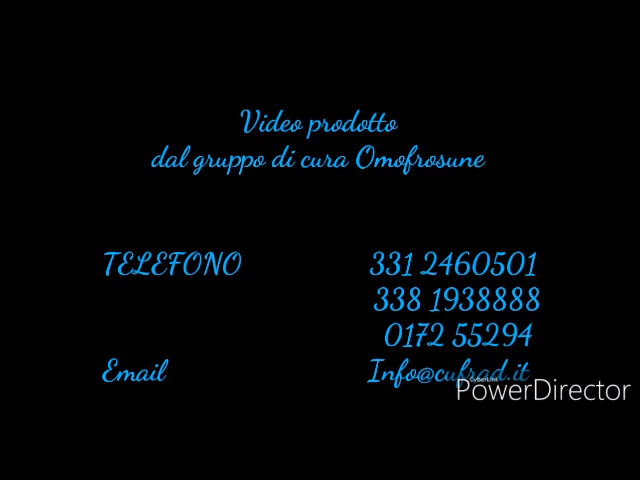 Video prodotto
dal gruppo di cura Omofrosune
TELEFONO 331 2460501
338 1938888
0172 55294
Email Info@cufrad.it
CyberLink
PowerDirector